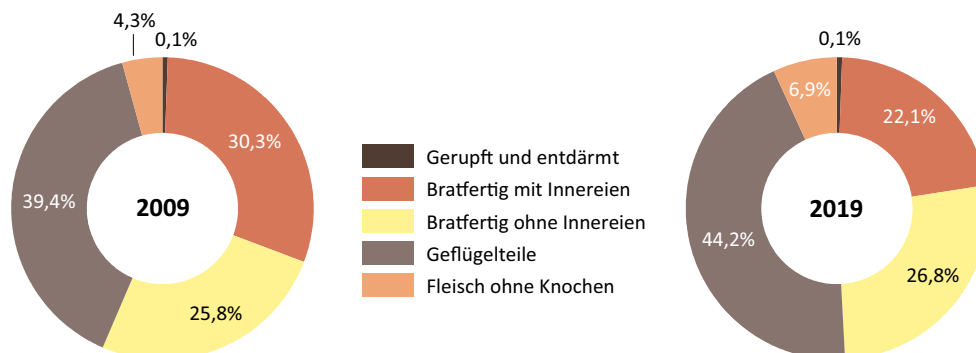 4,3%
0,1%
30,3%
39,4%
2009
25,8%
Gerupft und entdärmt
Bratfertig mit Innereien
Bratfertig ohne Innereien
Geflügelteile
Fleisch ohne Knochen
0,1%
6,9%
22,1%
2019
44,2%
26,8%